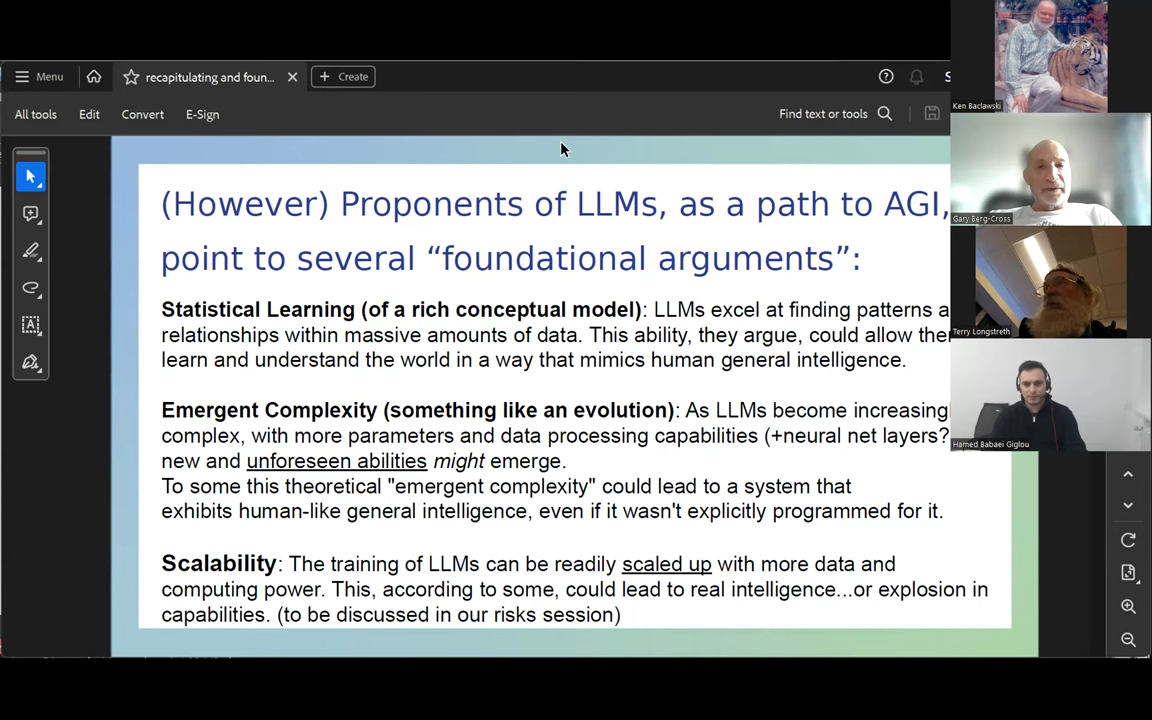 Menu
recapitulating and foun...
Create
All tools
Edit
Convert
E-Sign
Find text or tools
(However) Proponents of LLMs, as a path to AGI,
point to several “foundational arguments”:
Statistical Learning (of a rich conceptual model): LLMs excel at finding patterns a
relationships within massive amounts of data. This ability, they argue, could allow
learn and understand the world in a way that mimics human general intelligence.
Emergent Complexity (something like an evolution): As LLMs become
complex, with more parameters and data processing capabilities (+neural net layers?
new and unforeseen abilities might emerge.
To some this theoretical "emergent complexity" could lead to a system that
exhibits human-like general intelligence, even if it wasn't explicitly programmed for it.
Scalability: The training of LLMs can be readily scaled up with more data and
computing power. This, according to some, could lead to real intelligence...or explosion in
capabilities. (to be discussed in our risks session)
Ken Baclawski
Gary Berg-Cross
Terry Longstreth
Hamed Babaei Giglou